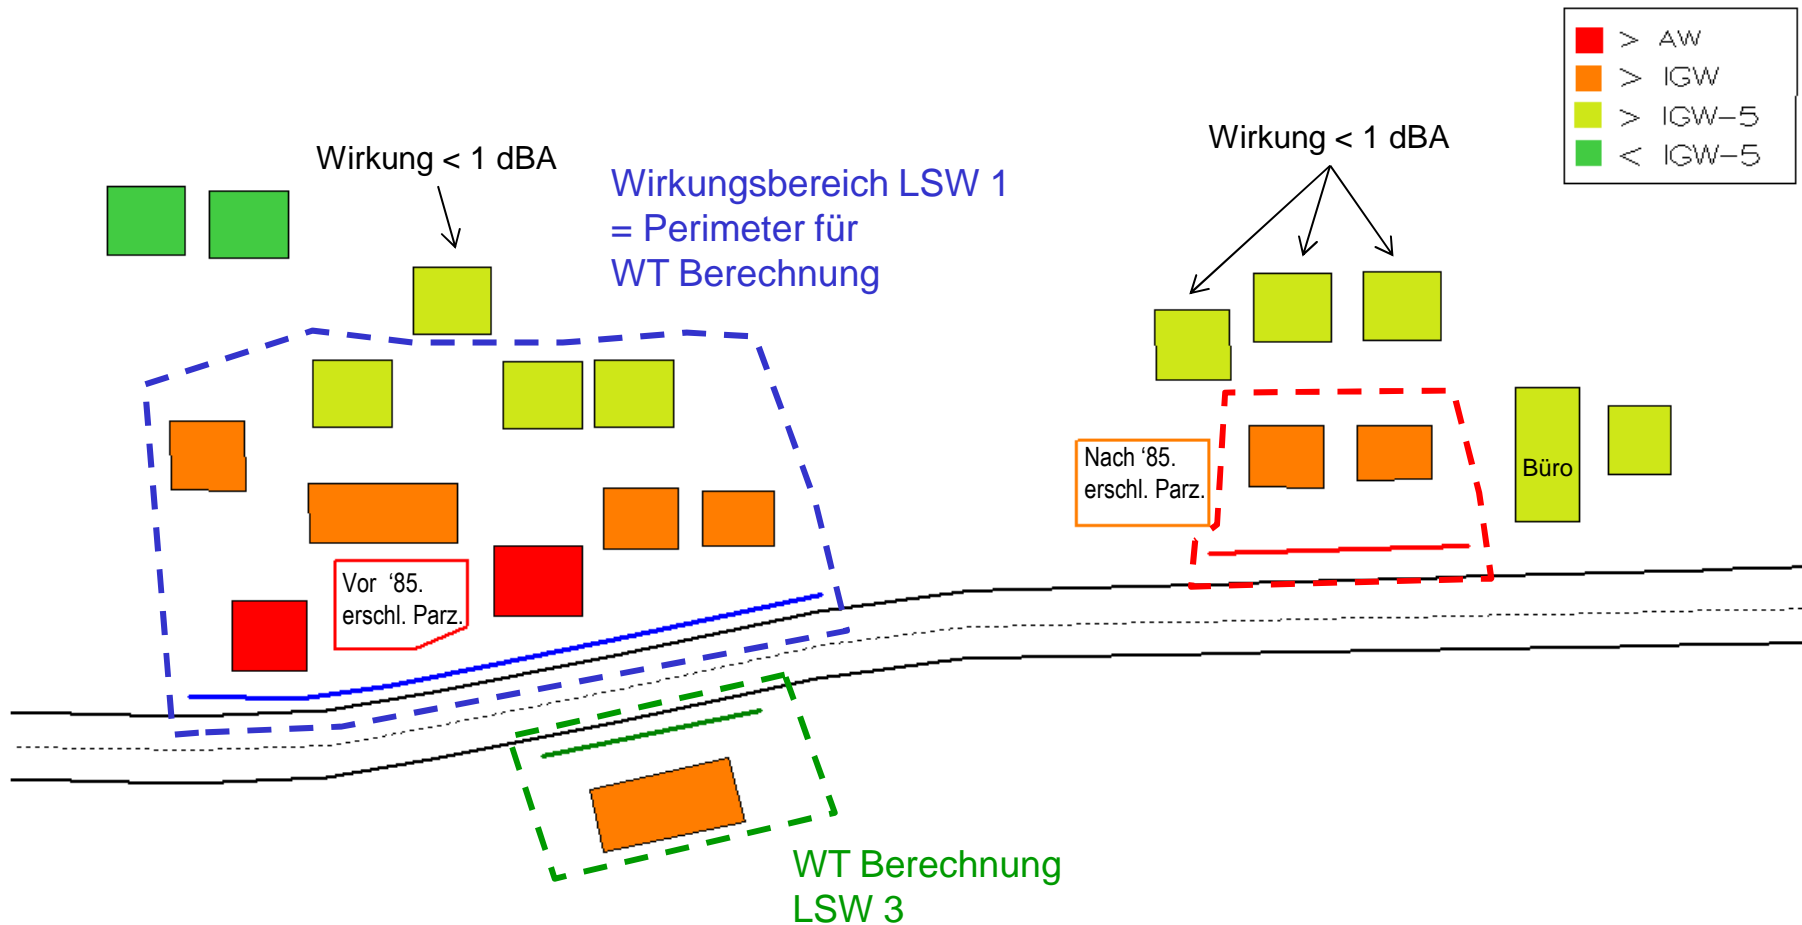 > AW
> IGW
> IGW-5
< IGW-5
Wirkung < 1 dBA
Wirkungsbereich LSW 1
= Perimeter für
WT Berechnung
Wirkung < 1 dBA
Nach ‘85.
erschl. Parz.
Büro
Vor ‘85.
erschl. Parz.
WT Berechnung
LSW 3